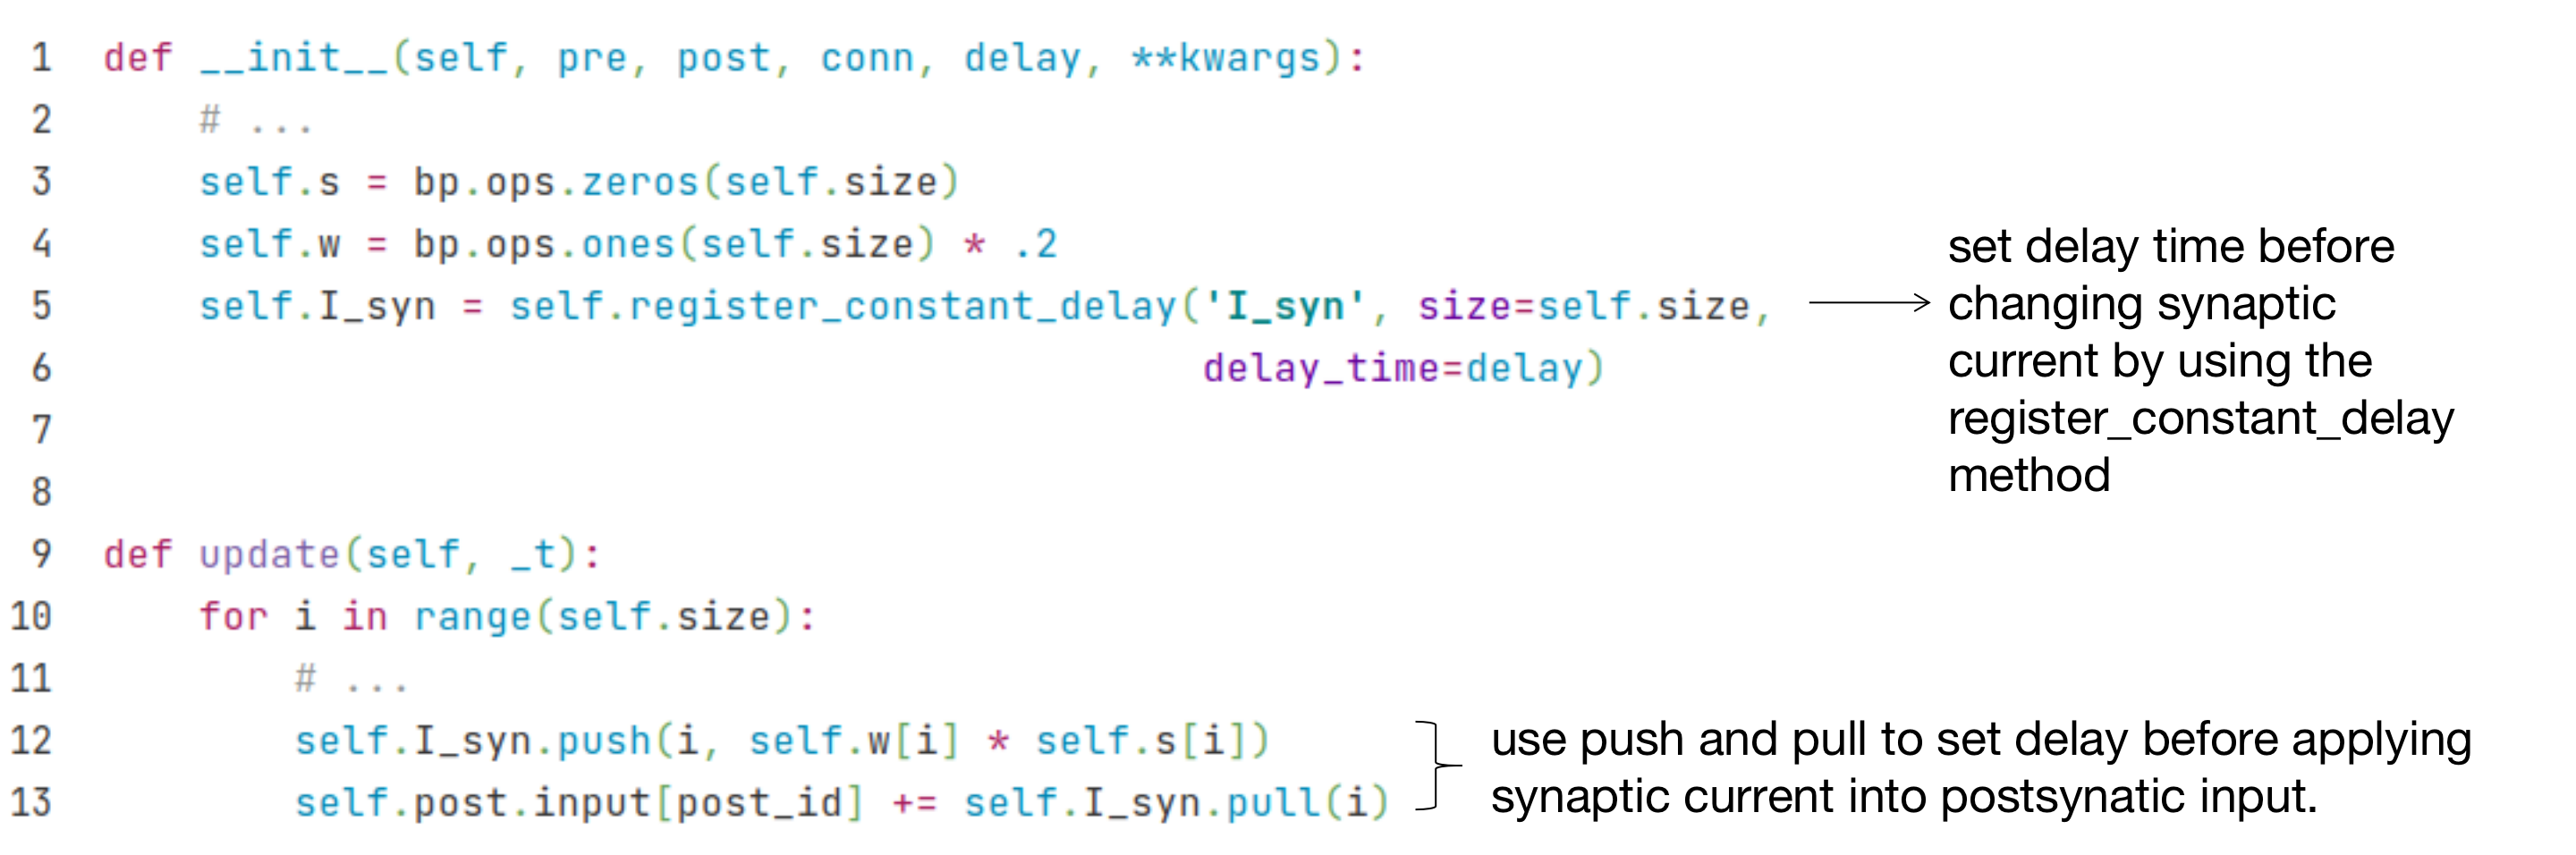 1 def __init__(self, pre, post, conn, delay, **kwargs):
2 # ...
3 self.s = bp.ops.zeros(self.size)
4 self.w = bp.ops.ones(self.size) * .2
5 self.I_syn = self.register_constant_delay('I_syn', size=self.size,
6 delay_time=delay)
7
8
9 def update(self, _t):
10 for i in range(self.size):
11 # ...
12 self.I_syn.push(i, self.w[i] * self.s[i])
13 self.post.input[post_id] += self.I_syn.pull(i)
set delay time before
changing synaptic
current by using the
register_constant_delay
method
use push and pull to set delay before applying
synaptic current into postsynatic input.